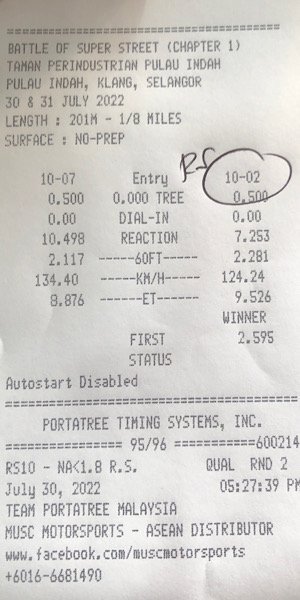 ========================================
BATTLE OF SUPER STREET (CHAPTER 1)
TAMAN PERINDUSTRIAN PULAU INDAH
PULAU INDAH, KLANG, SELANGOR
30 & 31 JULY 2022
LENGTH : 201M - 1/8 MILES
SURFACE : NO-PREP
10-07 Entry 10-02
0.500 0.000 TREE 0.500
0.00 DIAL-IN 0.00
10.498 REACTION 7.253
2.117 -----60FT----- 2.281
134.40 -----KM/H----- 124.24
8.876 ------ET----- 9.526
WINNER
FIRST 2.595
STATUS
Autostart Disabled
========================================
PORTATREE TIMING SYSTEMS, INC.
================ 95/96 ===========600214
RS10 - NA<1.8 R.S. QUAL RND 2
July 30, 2022 05:27:39 PM
TEAM PORTATREE MALAYSIA
MUSC MOTORSPORTS - ASEAN DISTRIBUTOR
www.facebook.com/muscmotorsports
+6016-6681490